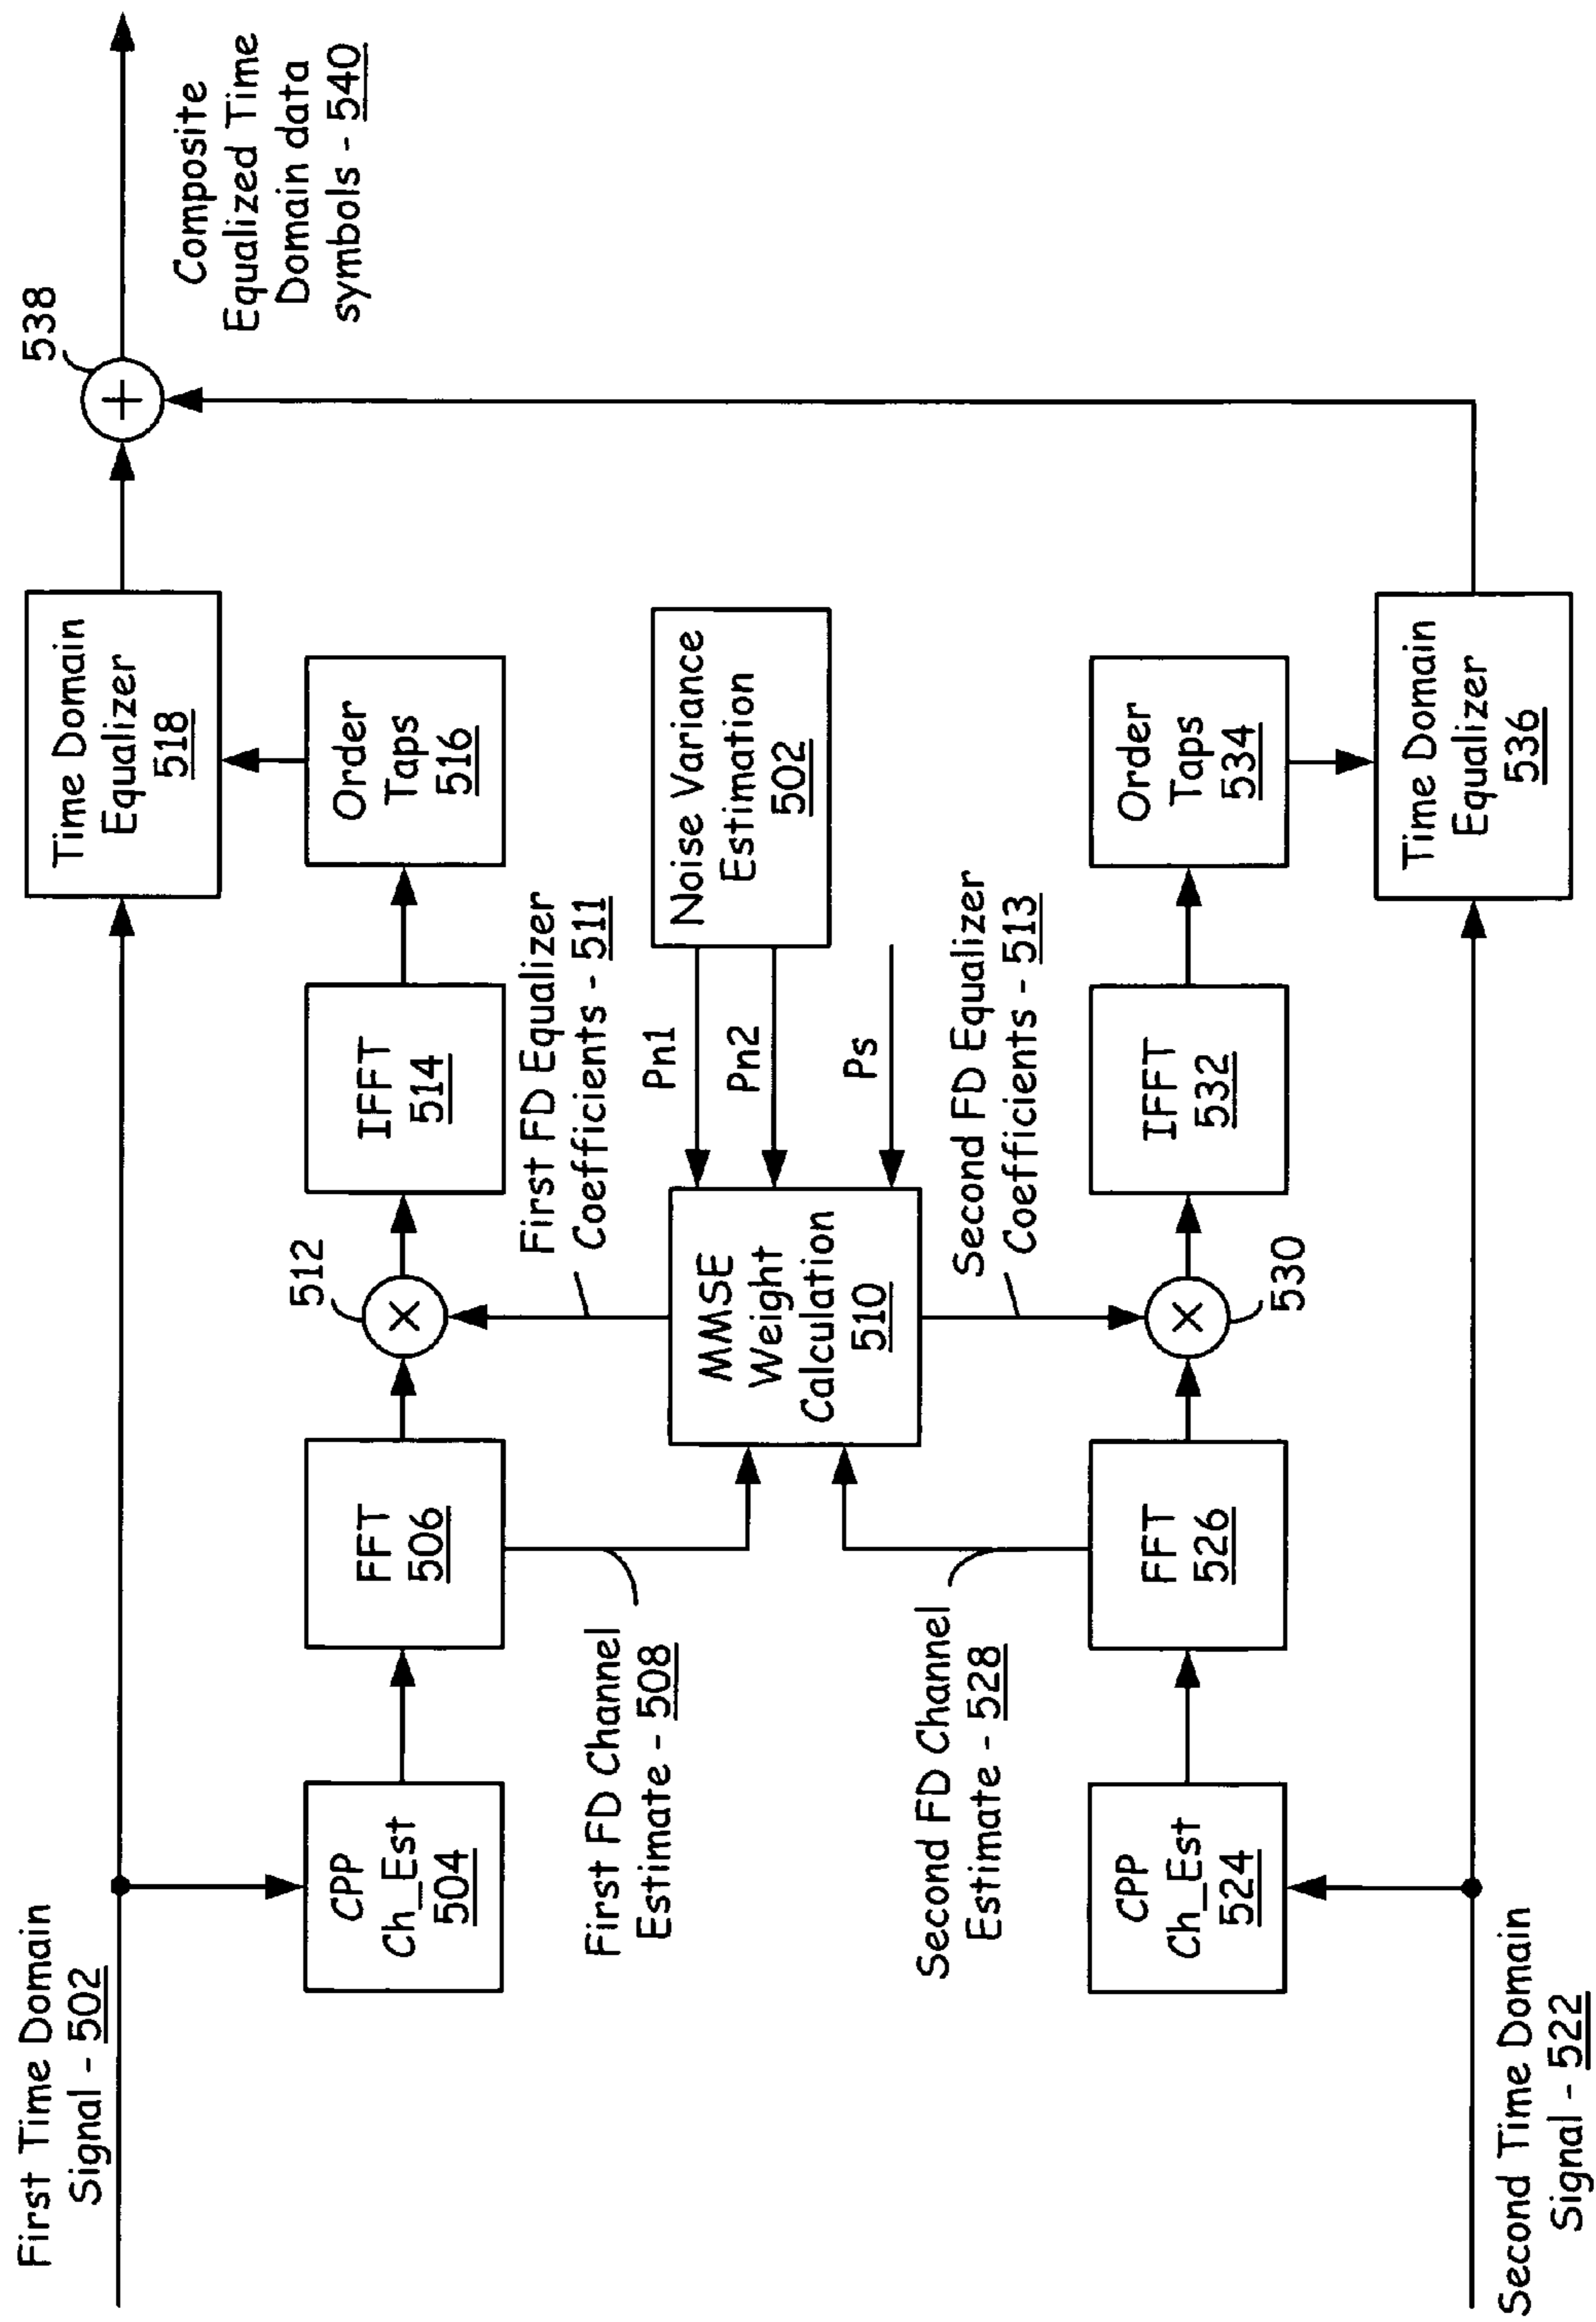 First Time Domain
Signal - 502
Time Domain
Equalizer
518
538
Composite
Equalized Time
Domain data
symbols - 540
CPP
Ch_Est
504
FFT
506
512
×
IFFT
514
Order
Taps
516
+
First FD Channel
Estimate - 508
First FD Equalizer
Coefficients - 511
MMSE
Weight
Calculation
510
Pn1
Pn2
Ps
Noise Variance
Estimation
502
Second FD Channel
Estimate - 528
Second FD Equalizer
Coefficients - 513
CPP
Ch_Est
524
FFT
526
×
530
IFFT
532
Order
Taps
534
Time Domain
Equalizer
536
Second Time Domain
Signal - 522